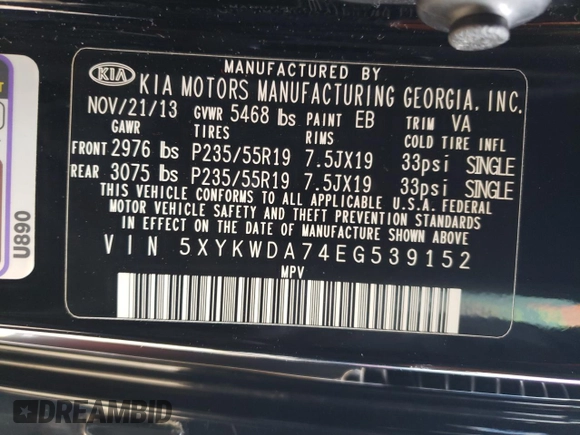 MANUFACTURED BY
KIA KIA MOTORS MANUFACTURING GEORGIA. INC.
NOV/21/13 GVWR 5468 lbs PAINT EB TRIM VA
GAWR TIRES RIMS COLD TIRE INFL
FRONT 2976 lbs P235/55R19 7.5JX19 33psi SINGLE
REAR 3075 lbs P235/55R19 7.5JX19 33psi SINGLE
THIS VEHICLE CONFORMS TO ALL APPLICABLE U.S.A. FEDERAL
MOTOR VEHICLE SAFETY AND THEFT PREVENTION STANDARDS
IN EFFECT ON THE DATE OF MANUFACTURE SHOWN ABOVE.
VIN 5XYKWDA74EG539152
MPV
U890
DREAMBID